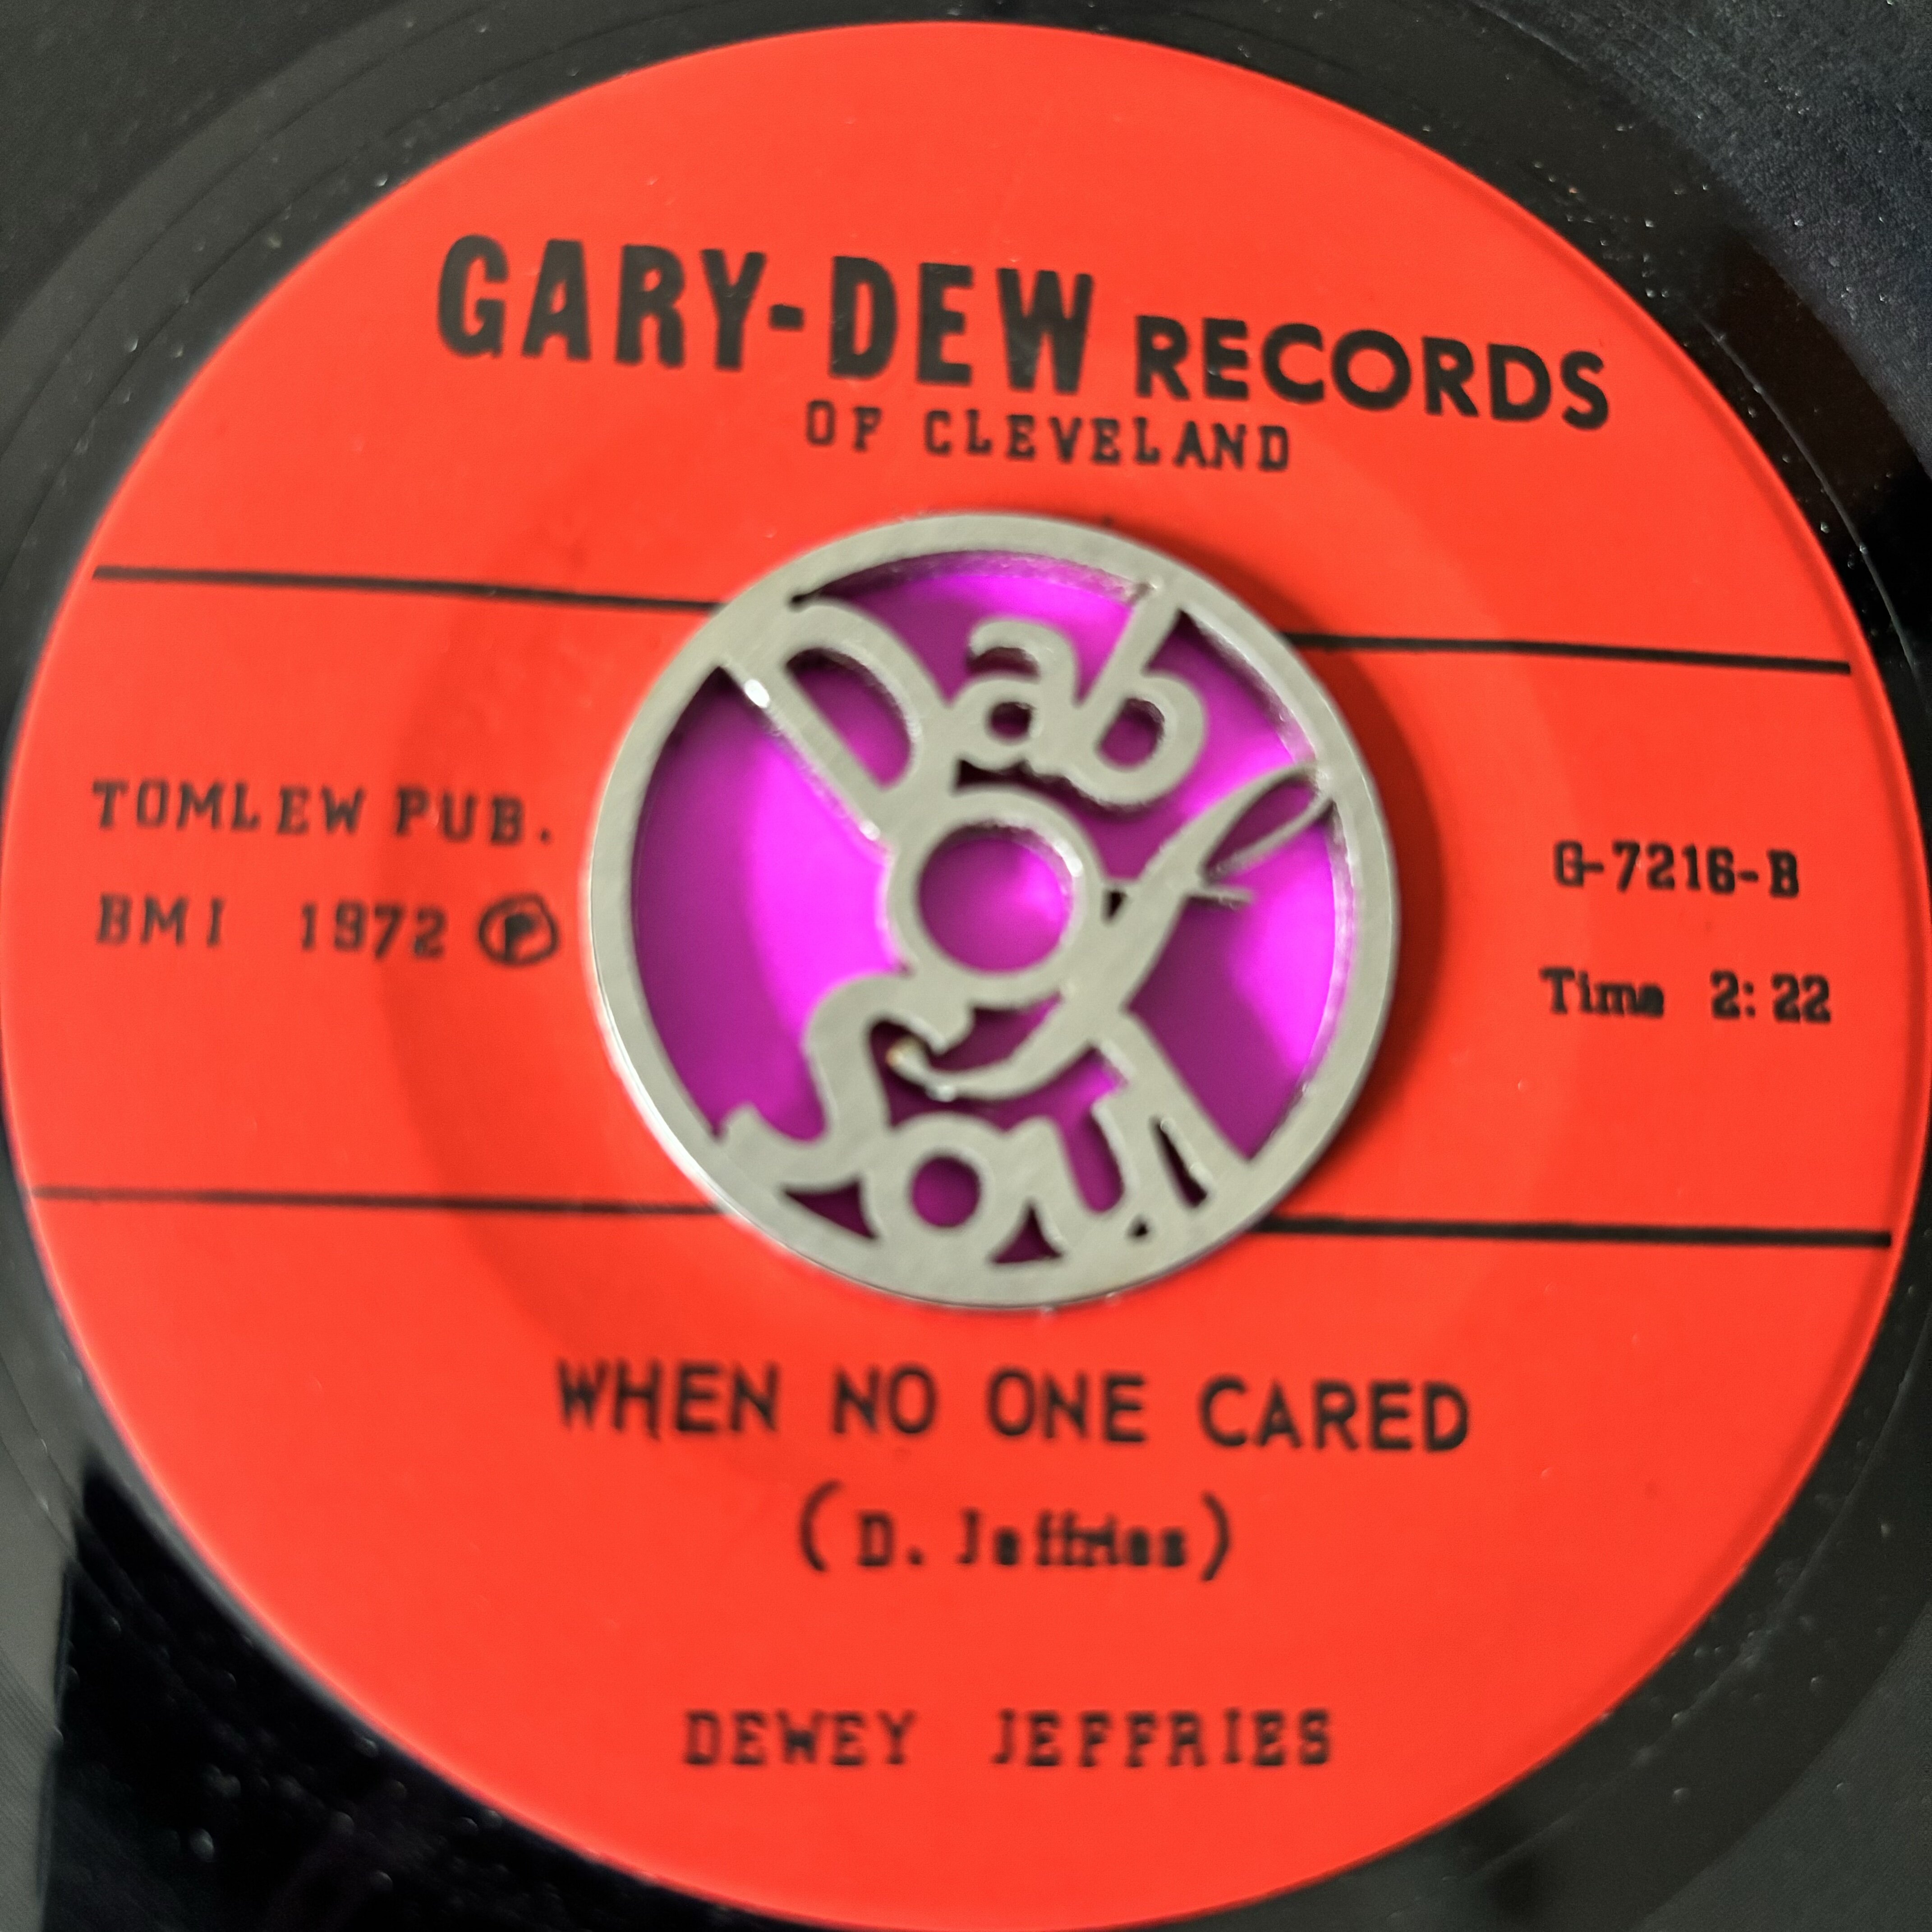 GARY-DEW RECORDS
OF CLEVELAND
TOMLEW PUB.
BMI 1972 Ⓟ
G-7216-B
Time 2:22
Dab
of
Soul
WHEN NO ONE CARED
(D. Jeffries)
DEWEY JEFFRIES